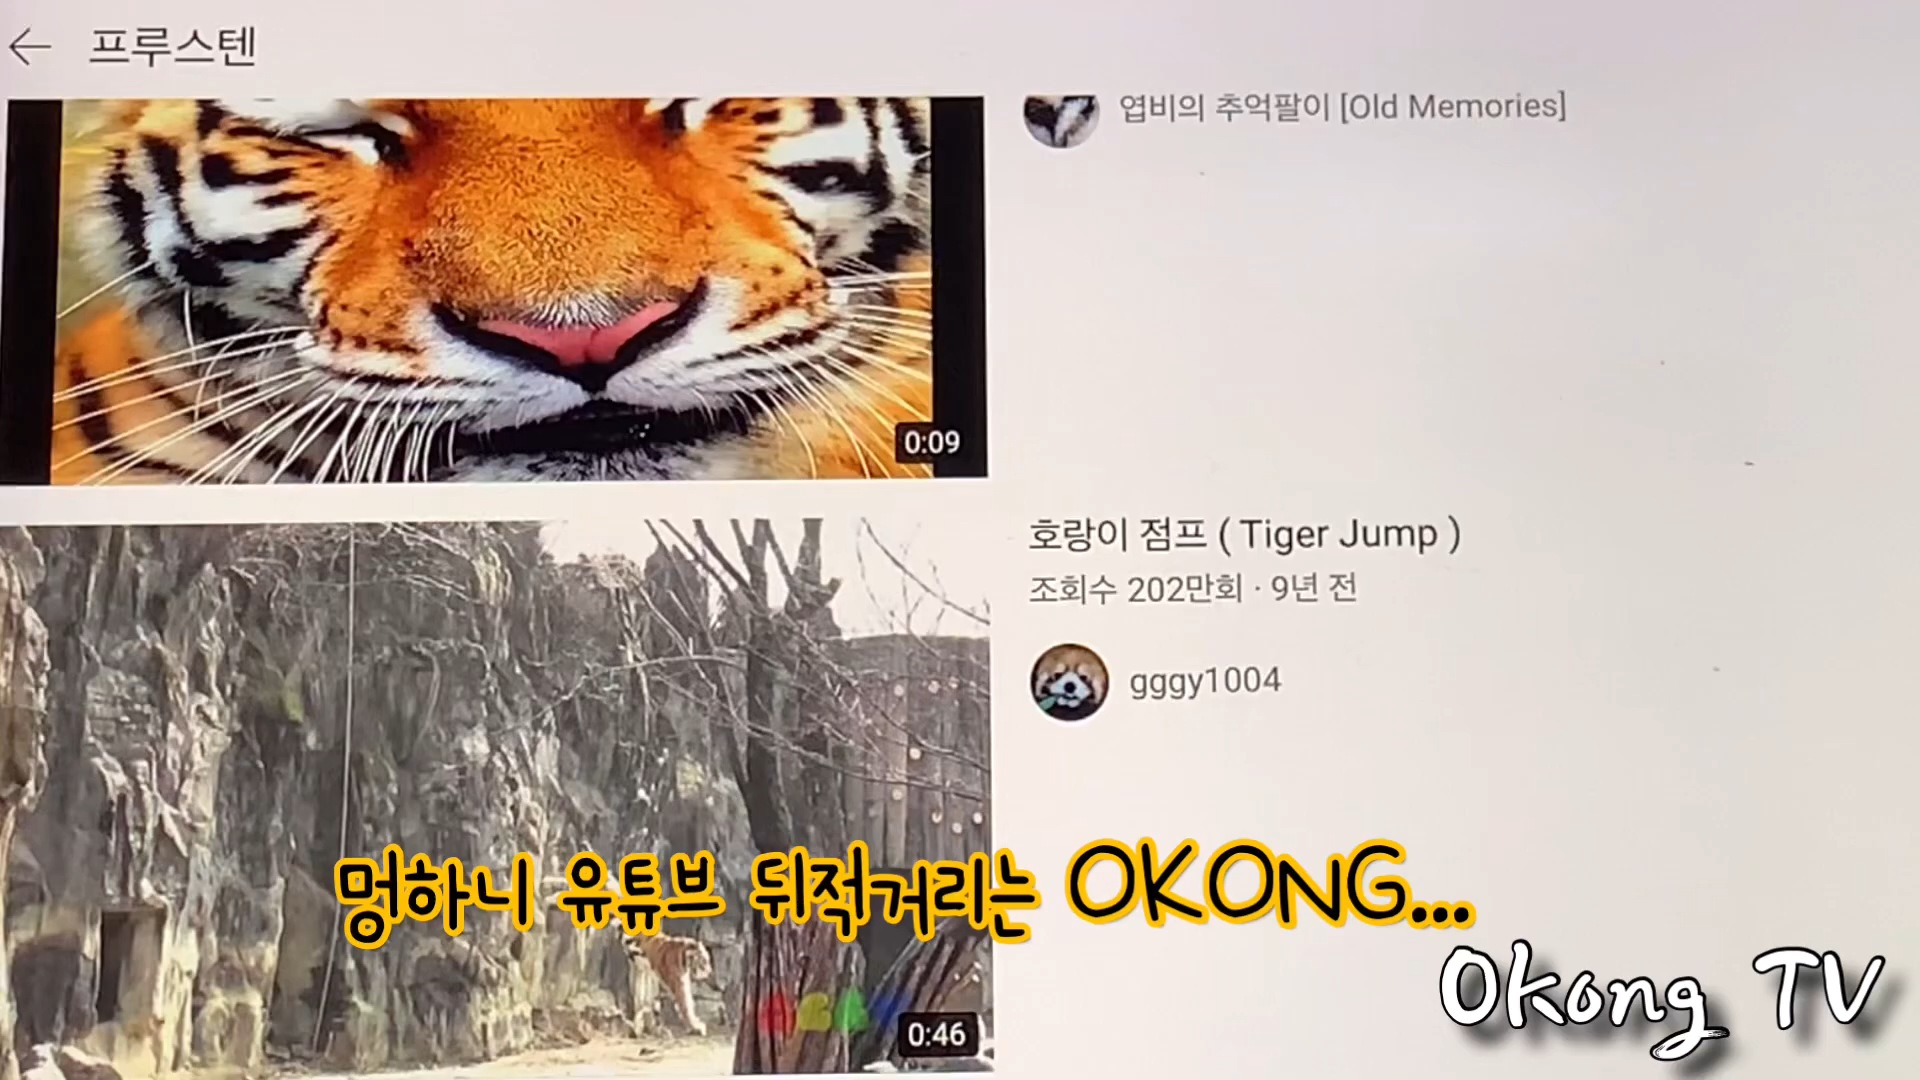 프루스텐
엽비의 추억팔이 [Old Memories]
0:09
호랑이 점프 ( Tiger Jump )
조회수 202만회 · 9년 전
gggy1004
멍하니 유튜브 뒤적거리는 OKONG...
Okong TV
0:46